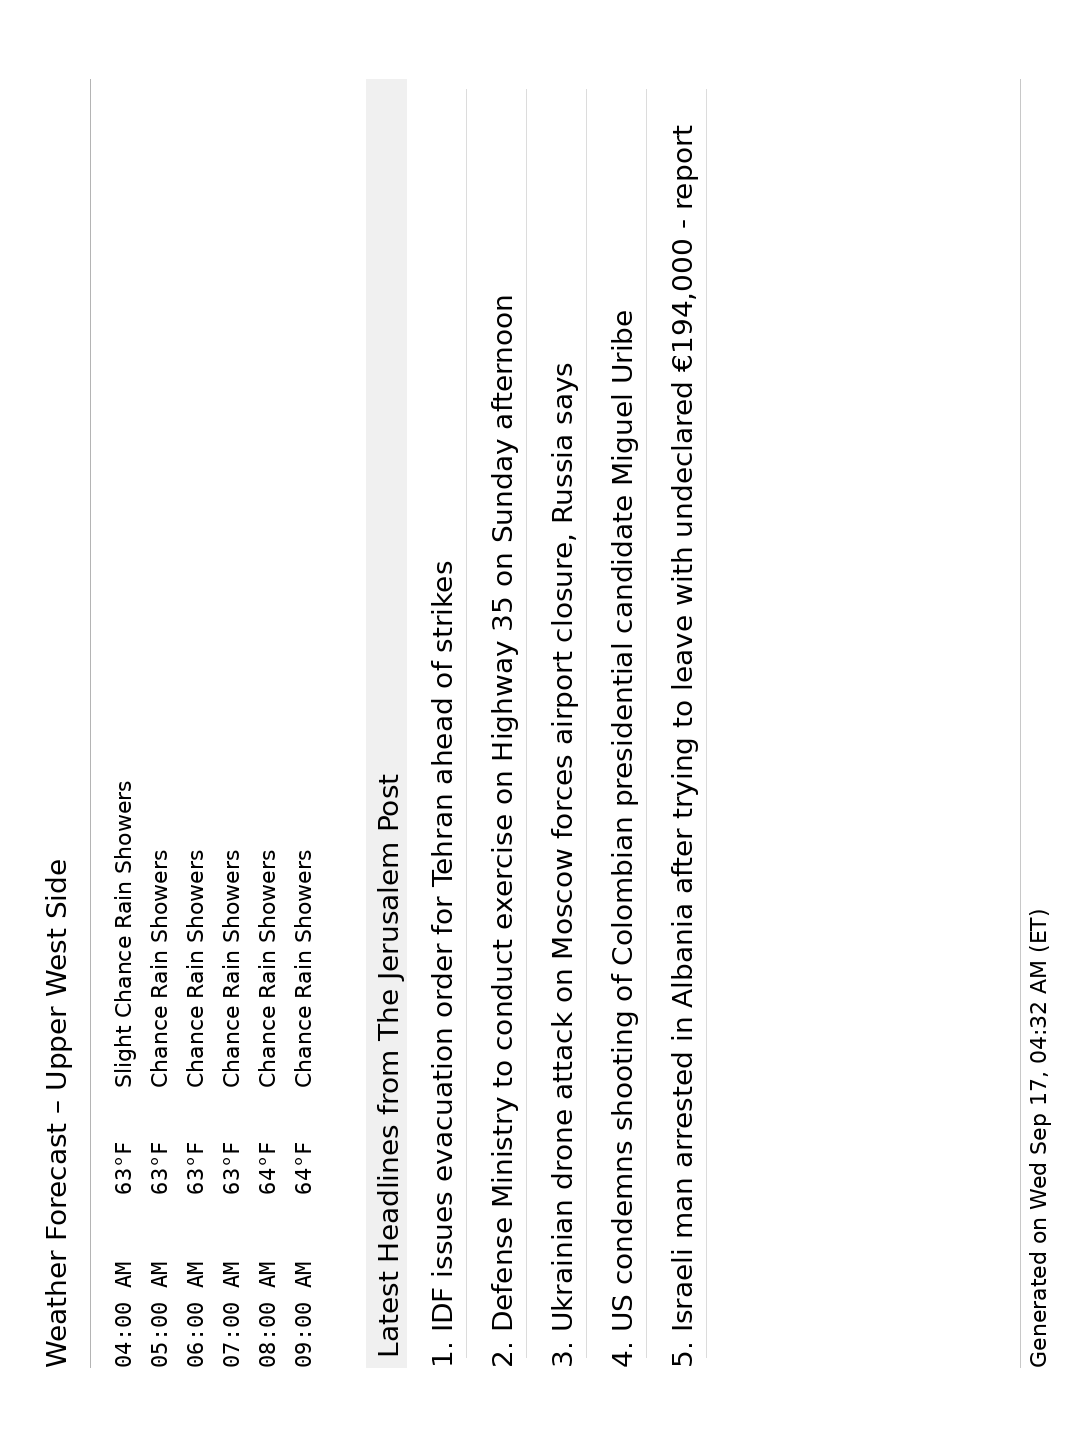 Weather Forecast – Upper West Side
04:00 AM 63°F Slight Chance Rain Showers
05:00 AM 63°F Chance Rain Showers
06:00 AM 63°F Chance Rain Showers
07:00 AM 63°F Chance Rain Showers
08:00 AM 64°F Chance Rain Showers
09:00 AM 64°F Chance Rain Showers
Latest Headlines from The Jerusalem Post
1. IDF issues evacuation order for Tehran ahead of strikes
2. Defense Ministry to conduct exercise on Highway 35 on Sunday afternoon
3. Ukrainian drone attack on Moscow forces airport closure, Russia says
4. US condemns shooting of Colombian presidential candidate Miguel Uribe
5. Israeli man arrested in Albania after trying to leave with undeclared €194,000 - report
Generated on Wed Sep 17, 04:32 AM (ET)